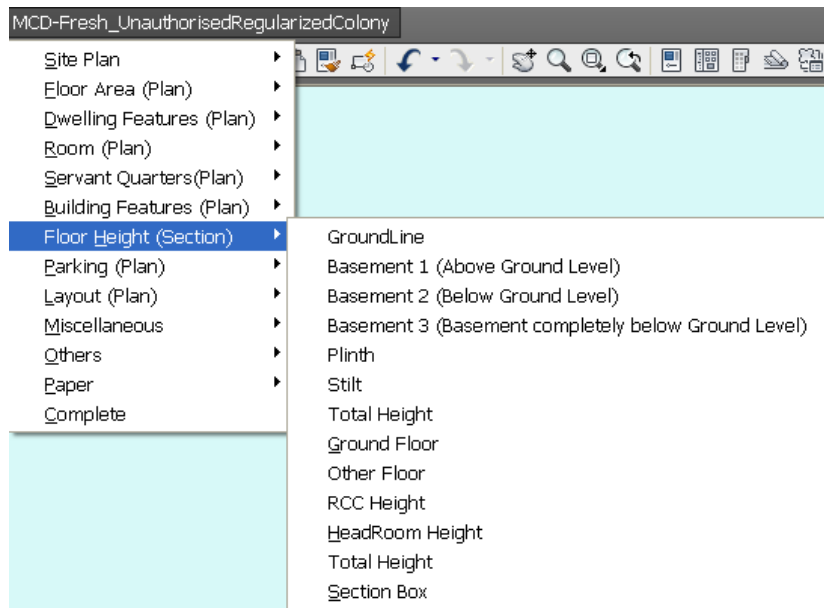 MCD-Fresh_UnauthorisedRegularizedColony
Site Plan
Floor Area (Plan)
Dwelling Features (Plan)
Room (Plan)
Servant Quarters(Plan)
Building Features (Plan)
Floor Height (Section)
Parking (Plan)
Layout (Plan)
Miscellaneous
Others
Paper
Complete
GroundLine
Basement 1 (Above Ground Level)
Basement 2 (Below Ground Level)
Basement 3 (Basement completely below Ground Level)
Plinth
Stilt
Total Height
Ground Floor
Other Floor
RCC Height
HeadRoom Height
Total Height
Section Box